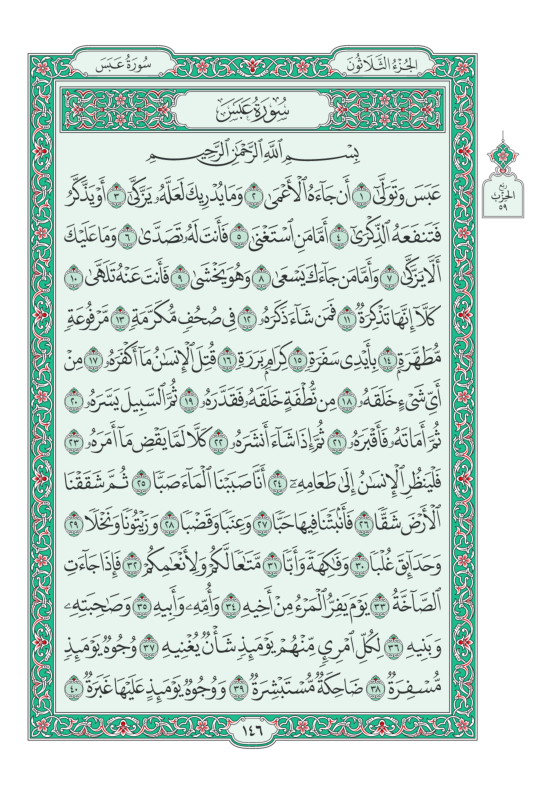 سُورَةُ عَبَسَ
الجُزْءُ الثَّلَاثُونَ
سُورَةُ عَبَسَ
بِسْمِ ٱللَّهِ ٱلرَّحْمَٰنِ ٱلرَّحِيمِ
عَبَسَ وَتَوَلَّىٰٓ ١ أَن جَآءَهُ ٱلْأَعْمَىٰ ٢ وَمَا يُدْرِيكَ لَعَلَّهُۥ يَزَّكَّىٰٓ ٣ أَوْ يَذَّكَّرُ
فَتَنفَعَهُ ٱلذِّكْرَىٰٓ ٤ أَمَّا مَنِ ٱسْتَغْنَىٰ ٥ فَأَنتَ لَهُۥ تَصَدَّىٰ ٦ وَمَا عَلَيْكَ
أَلَّا يَزَّكَّىٰ ٧ وَأَمَّا مَن جَآءَكَ يَسْعَىٰ ٨ وَهُوَ يَخْشَىٰ ٩ فَأَنتَ عَنْهُ تَلَهَّىٰ ١٠
كَلَّآ إِنَّهَا تَذْكِرَةٌ ١١ فَمَن شَآءَ ذَكَرَهُۥ ١٢ فِي صُحُفٍ مُّكَرَّمَةٍ ١٣ مَّرْفُوعَةٍ
مُّطَهَّرَةٍۭ ١٤ بِأَيْدِي سَفَرَةٍ ١٥ كِرَامٍۭ بَرَرَةٍ ١٦ قُتِلَ ٱلْإِنسَٰنُ مَآ أَكْفَرَهُۥ ١٧ مِنْ
أَيِّ شَيْءٍ خَلَقَهُۥ ١٨ مِن نُّطْفَةٍ خَلَقَهُۥ فَقَدَّرَهُۥ ١٩ ثُمَّ ٱلسَّبِيلَ يَسَّرَهُۥ ٢٠
ثُمَّ أَمَاتَهُۥ فَأَقْبَرَهُۥ ٢١ ثُمَّ إِذَا شَآءَ أَنشَرَهُۥ ٢٢ كَلَّا لَمَّا يَقْضِ مَآ أَمَرَهُۥ ٢٣
فَلْيَنظُرِ ٱلْإِنسَٰنُ إِلَىٰ طَعَامِهِۦٓ ٢٤ أَنَّا صَبَبْنَا ٱلْمَآءَ صَبًّا ٢٥ ثُمَّ شَقَقْنَا
ٱلْأَرْضَ شَقًّا ٢٦ فَأَنۢبَتْنَا فِيهَا حَبًّا ٢٧ وَعِنَبًا وَقَضْبًا ٢٨ وَزَيْتُونًا وَنَخْلًا ٢٩
وَحَدَآئِقَ غُلْبًا ٣٠ وَفَٰكِهَةً وَأَبًّا ٣١ مَّتَٰعًا لَّكُمْ وَلِأَنْعَٰمِكُمْ ٣٢ فَإِذَا جَآءَتِ
ٱلصَّآخَّةُ ٣٣ يَوْمَ يَفِرُّ ٱلْمَرْءُ مِنْ أَخِيهِ ٣٤ وَأُمِّهِۦ وَأَبِيهِ ٣٥ وَصَٰحِبَتِهِۦ
وَبَنِيهِ ٣٦ لِكُلِّ ٱمْرِئٍ مِّنْهُمْ يَوْمَئِذٍ شَأْنٌ يُغْنِيهِ ٣٧ وُجُوهٌ يَوْمَئِذٍ
مُّسْفِرَةٌ ٣٨ ضَاحِكَةٌ مُّسْتَبْشِرَةٌ ٣٩ وَوُجُوهٌ يَوْمَئِذٍ عَلَيْهَا غَبَرَةٌ ٤٠
١٤٦
ربع
الحزب
٥٩